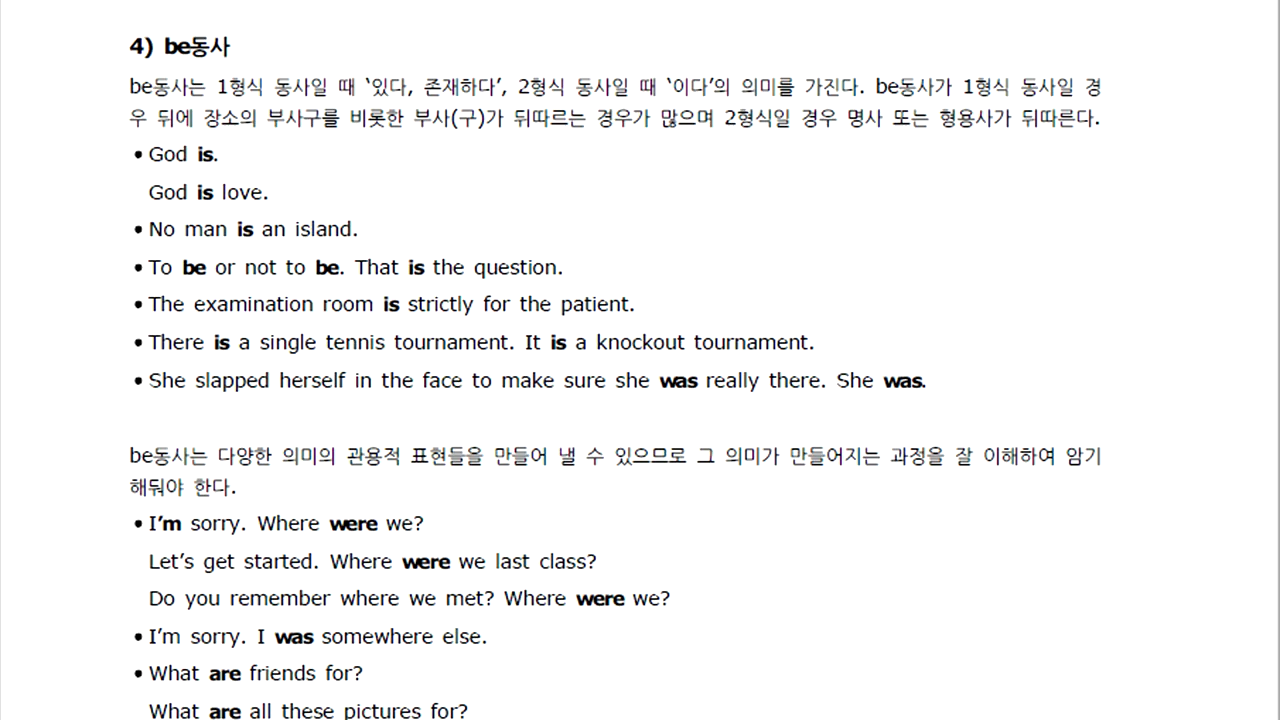 4) be동사
be동사는 1형식 동사일 때 ‘있다, 존재하다’, 2형식 동사일 때 ‘이다’의 의미를 가진다. be동사가 1형식 동사일 경
우 뒤에 장소의 부사구를 비롯한 부사(구)가 뒤따르는 경우가 많으며 2형식일 경우 명사 또는 형용사가 뒤따른다.
• God is.
God is love.
• No man is an island.
• To be or not to be. That is the question.
• The examination room is strictly for the patient.
• There is a single tennis tournament. It is a knockout tournament.
• She slapped herself in the face to make sure she was really there. She was.
be동사는 다양한 의미의 관용적 표현들을 만들어 낼 수 있으므로 그 의미가 만들어지는 과정을 잘 이해하여 암기
해둬야 한다.
• I’m sorry. Where were we?
Let’s get started. Where were we last class?
Do you remember where we met? Where were we?
• I’m sorry. I was somewhere else.
• What are friends for?
What are all these pictures for?